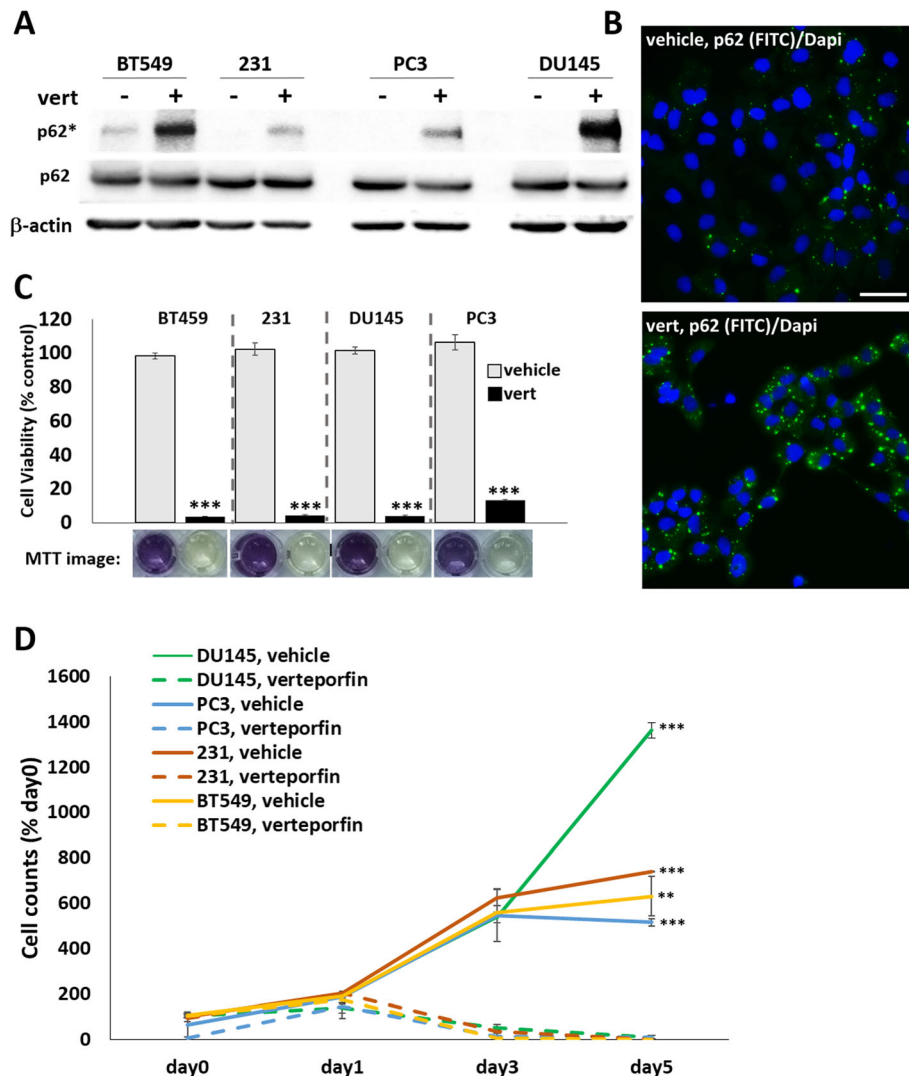 A
BT549 231 PC3 DU145
vert - + - + - + - +
p62*
p62
β-actin
B
vehicle, p62 (FITC)/Dapi
vert, p62 (FITC)/Dapi
C
Cell Viability (% control)
120
100
80
60
40
20
0
BT459 231 DU145 PC3
vehicle
vert
*** *** *** ***
MTT image:
D
Cell counts (% day0)
1600
1400
1200
1000
800
600
400
200
0
DU145, vehicle
DU145, verteporfin
PC3, vehicle
PC3, verteporfin
231, vehicle
231, verteporfin
BT549, vehicle
BT549, verteporfin
***
***
**
***
day0 day1 day3 day5